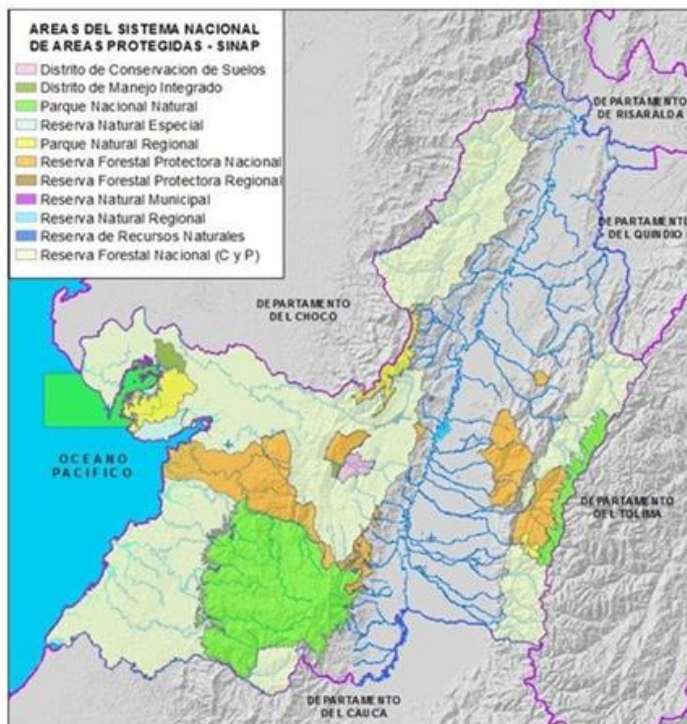 AREAS DEL SISTEMA NACIONAL
DE AREAS PROTEGIDAS - SINAP
Distrito de Conservacion de Suelos
Distrito de Manejo Integrado
Parque Nacional Natural
Reserva Natural Especial
Parque Natural Regional
Reserva Forestal Protectora Nacional
Reserva Forestal Protectora Regional
Reserva Natural Municipal
Reserva Natural Regional
Reserva de Recursos Naturales
Reserva Forestal Nacional (C y P)
DEPARTAMENTO
DE RISARALDA
DEPARTAMENTO
DEL QUINDIO
DEPARTAMENTO
DEL CHOCO
OCEANO
PACIFICO
DEPARTAMENTO
DEL TOLIMA
DEPARTAMENTO
DEL CAUCA